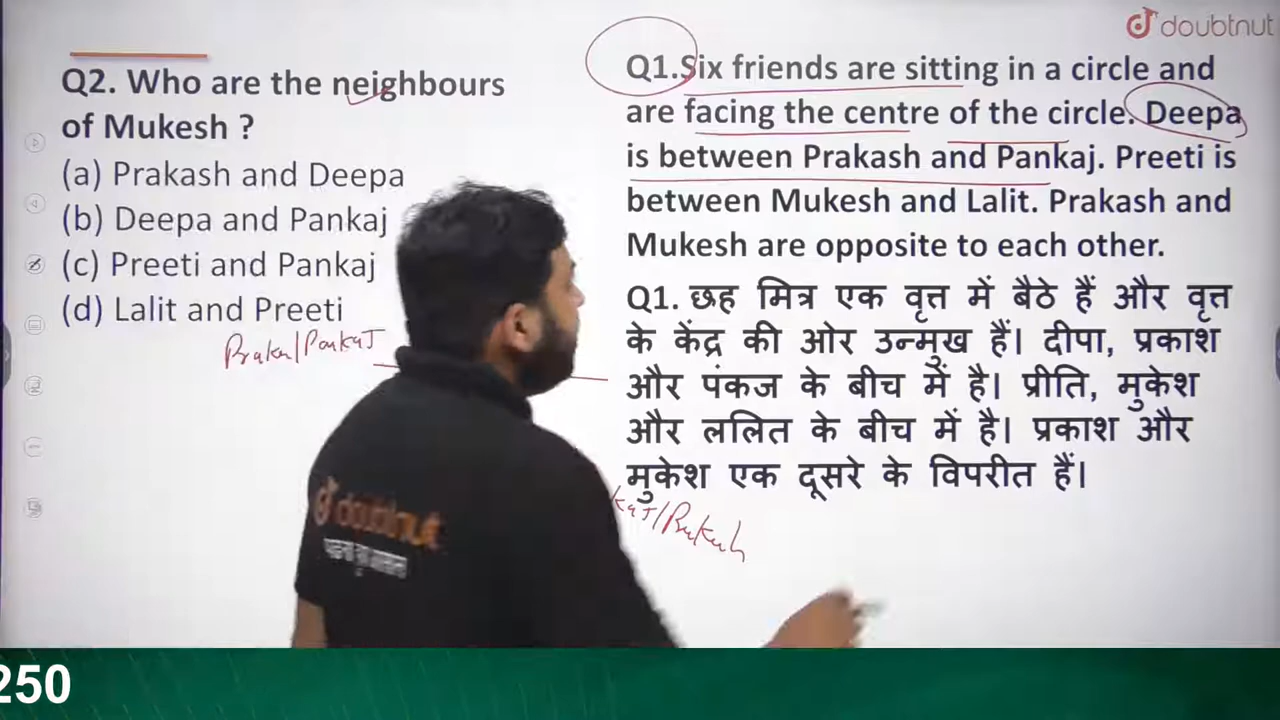 doubtnut
Q2. Who are the neighbours
of Mukesh ?
(a) Prakash and Deepa
(b) Deepa and Pankaj
(c) Preeti and Pankaj
(d) Lalit and Preeti
Q1.Six friends are sitting in a circle and
are facing the centre of the circle. Deepa
is between Prakash and Pankaj. Preeti is
between Mukesh and Lalit. Prakash and
Mukesh are opposite to each other.
Q1. छह मित्र एक वृत्त में बैठे हैं और वृत्त
के केंद्र की ओर उन्मुख हैं। दीपा, प्रकाश
और पंकज के बीच में है। प्रीति, मुकेश
और ललित के बीच में है। प्रकाश और
मुकेश एक दूसरे के विपरीत हैं।
doubtnut
250